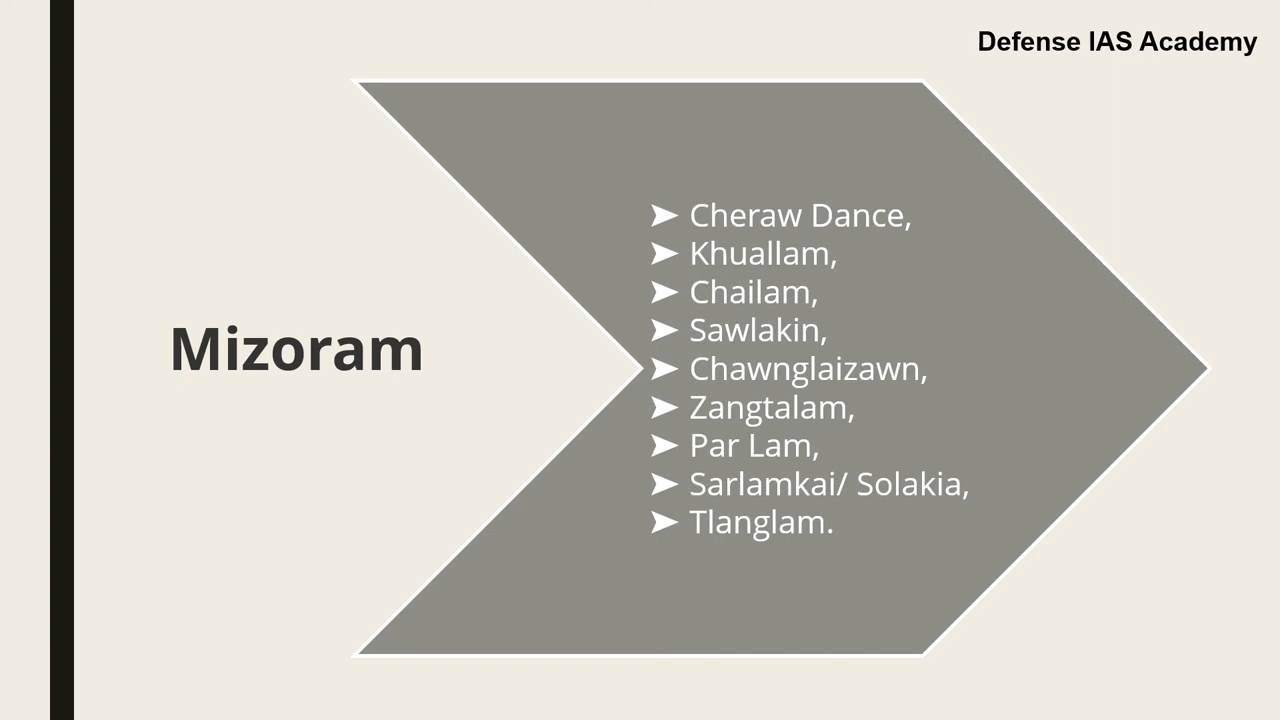 Defense IAS Academy
Mizoram
➤ Cheraw Dance,
➤ Khuallam,
➤ Chailam,
➤ Sawlakin,
➤ Chawnglaizawn,
➤ Zangtalam,
➤ Par Lam,
➤ Sarlamkai/ Solakia,
➤ Tlanglam.